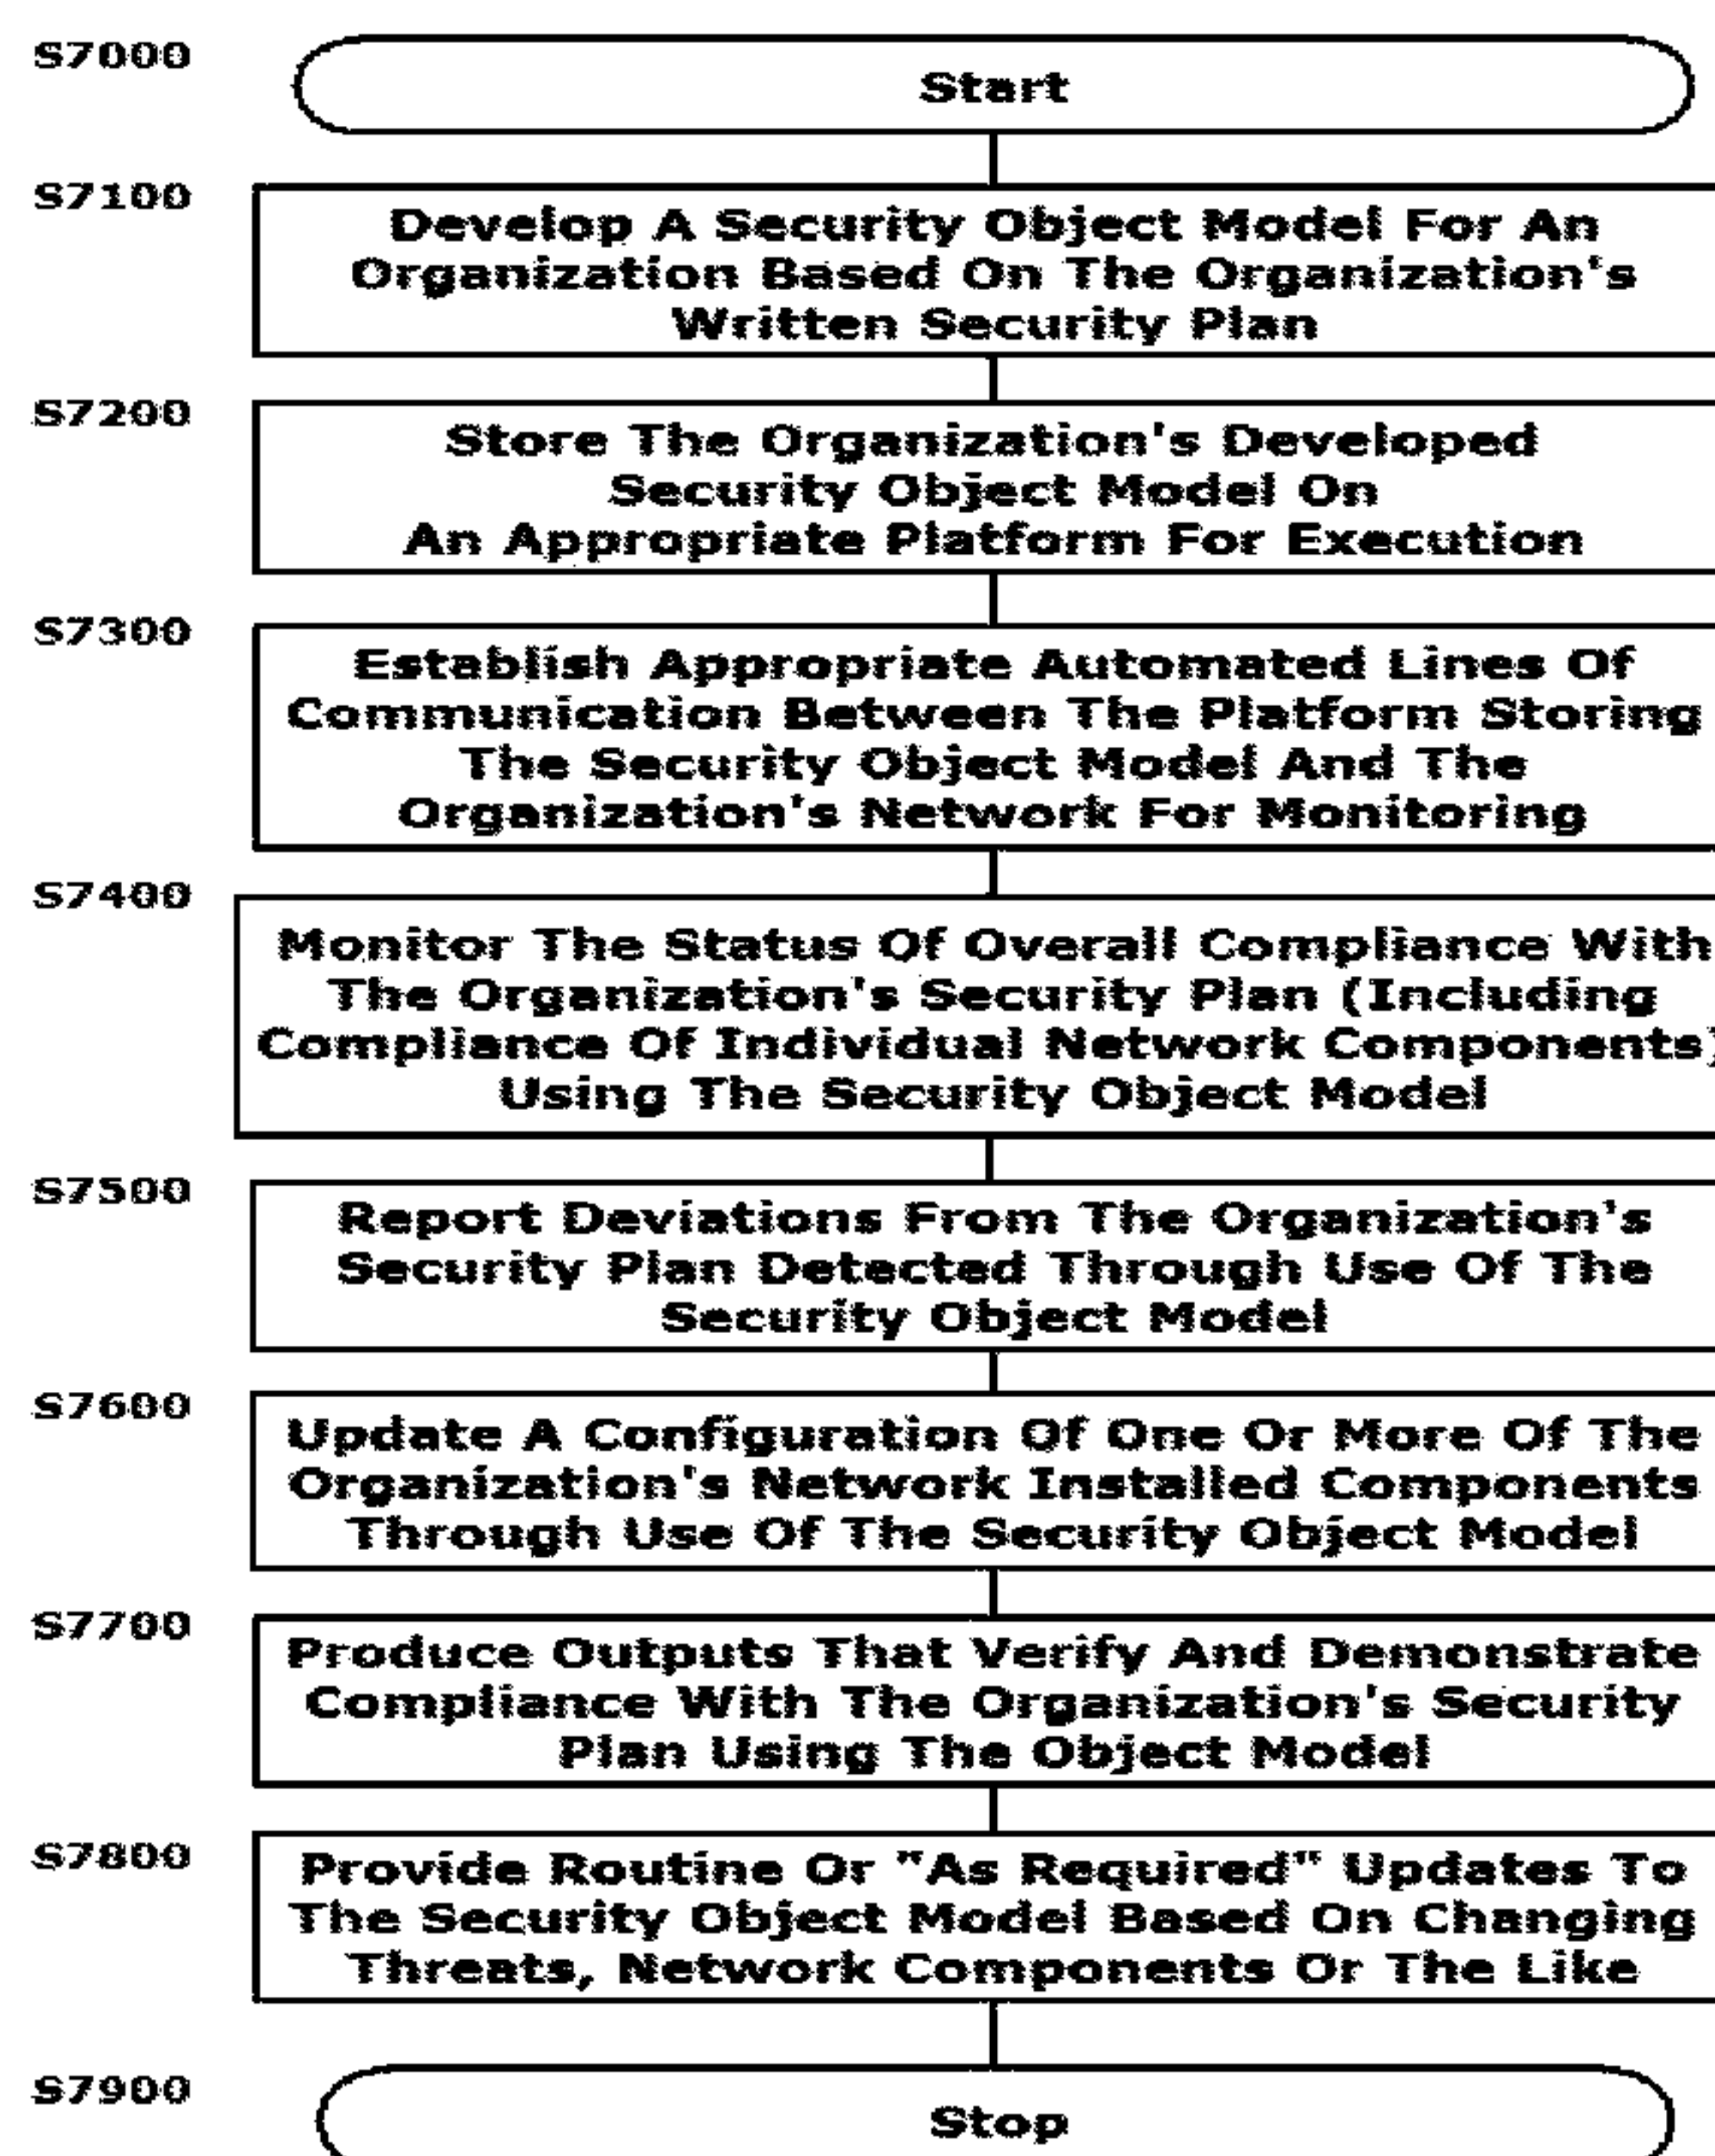 S7000
Start
S7100
Develop A Security Object Model For An
Organization Based On The Organization's
Written Security Plan
S7200
Store The Organization's Developed
Security Object Model On
An Appropriate Platform For Execution
S7300
Establish Appropriate Automated Lines Of
Communication Between The Platform Storing
The Security Object Model And The
Organization's Network For Monitoring
S7400
Monitor The Status Of Overall Compliance With
The Organization's Security Plan (Including
Compliance Of Individual Network Components)
Using The Security Object Model
S7500
Report Deviations From The Organization's
Security Plan Detected Through Use Of The
Security Object Model
S7600
Update A Configuration Of One Or More Of The
Organization's Network Installed Components
Through Use Of The Security Object Model
S7700
Produce Outputs That Verify And Demonstrate
Compliance With The Organization's Security
Plan Using The Object Model
S7800
Provide Routine Or "As Required" Updates To
The Security Object Model Based On Changing
Threats, Network Components Or The Like
S7900
Stop